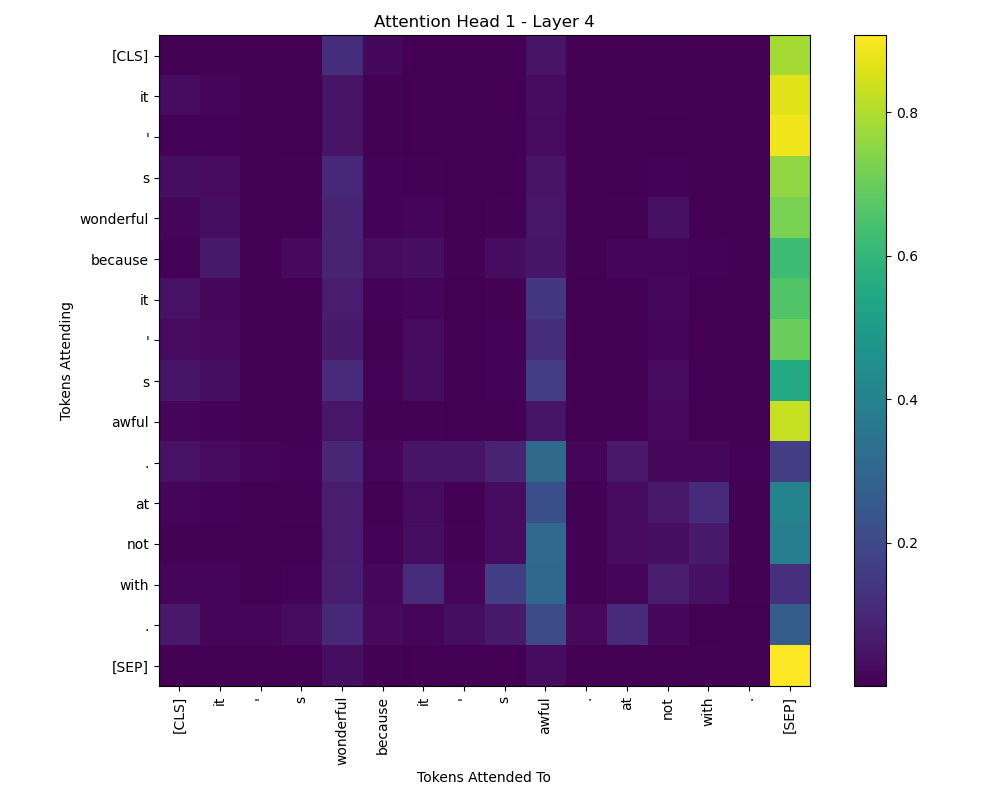 Attention Head 1 - Layer 4
Tokens Attending
[CLS]
it
'
s
wonderful
because
it
'
s
awful
.
at
not
with
.
[SEP]
[CLS]
it
'
s
wonderful
because
it
'
s
awful
.
at
not
with
.
[SEP]
Tokens Attended To
0.8
0.6
0.4
0.2